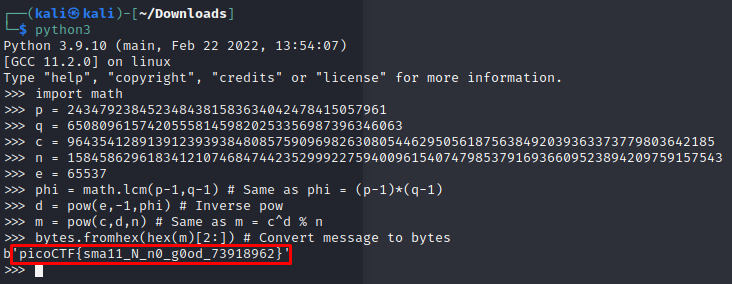 ┌──(kali㉿kali)-[~/Downloads]
└─$ python3
Python 3.9.10 (main, Feb 22 2022, 13:54:07)
[GCC 11.2.0] on linux
Type "help", "copyright", "credits" or "license" for more information.
>>> import math
>>> p = 2434792384523484381583634042478415057961
>>> q = 650809615742055581459820253356987396346063
>>> c = 964354128913912393938480857590969826308054462950561875638492039363373779803642185
>>> n = 1584586296183412107468474423529992275940096154074798537916936609523894209759157543
>>> e = 65537
>>> phi = math.lcm(p-1,q-1) # Same as phi = (p-1)*(q-1)
>>> d = pow(e,-1,phi) # Inverse pow
>>> m = pow(c,d,n) # Same as m = c^d % n
>>> bytes.fromhex(hex(m)[2:]) # Convert message to bytes
b'picoCTF{sma11_N_n0_g0od_73918962}'
>>>